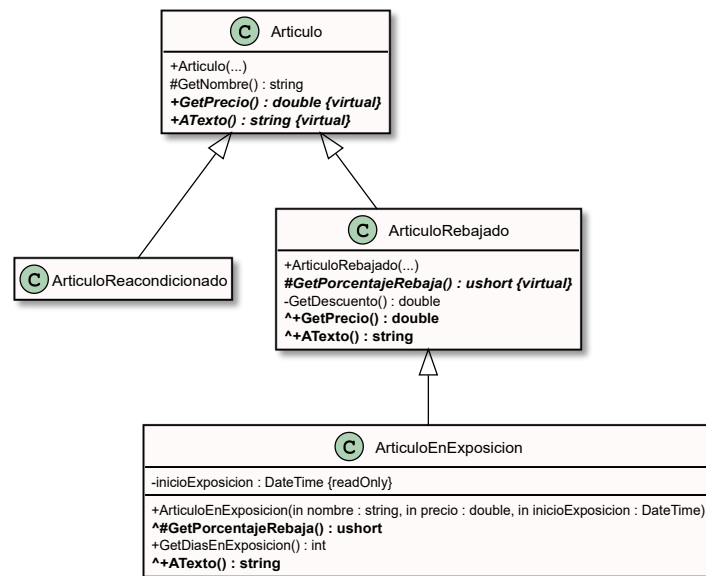 C Articulo
+Articulo(...)
#GetNombre() : string
+GetPrecio() : double {virtual}
+ATexto() : string {virtual}
C ArticuloReacondicionado
C ArticuloRebajado
+ArticuloRebajado(...)
#GetPorcentajeRebaja() : ushort {virtual}
-GetDescuento() : double
^+GetPrecio() : double
^+ATexto() : string
C ArticuloEnExposicion
-inicioExposicion : DateTime {readOnly}
+ArticuloEnExposicion(in nombre : string, in precio : double, in inicioExposicion : DateTime)
^#GetPorcentajeRebaja() : ushort
+GetDiasEnExposicion() : int
^+ATexto() : string